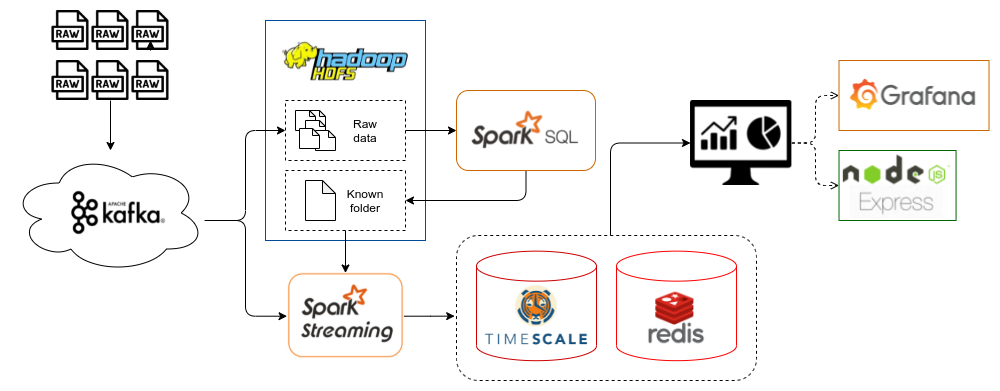 RAW RAW RAW
RAW RAW RAW
APACHE
kafka®
hadoop
HDFS
Raw
data
Known
folder
Spark SQL
Spark
Streaming
TIMESCALE
redis
Grafana
node
JS
Express